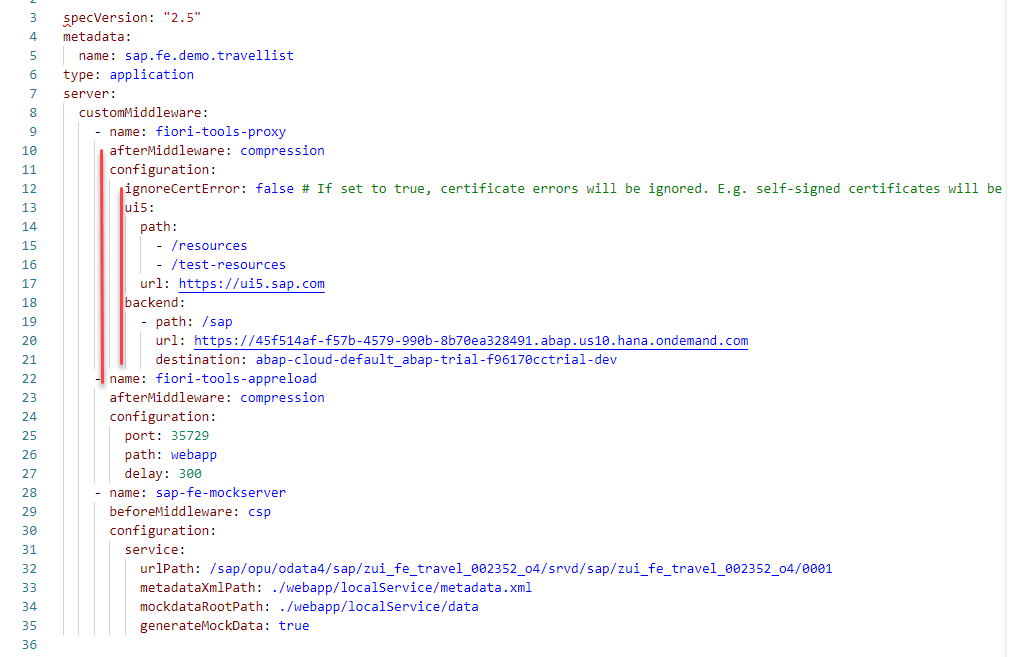 2
3 specVersion: "2.5"
4 metadata:
5   name: sap.fe.demo.travellist
6 type: application
7 server:
8   customMiddleware:
9     - name: fiori-tools-proxy
10       afterMiddleware: compression
11       configuration:
12         ignoreCertError: false # If set to true, certificate errors will be ignored. E.g. self-signed certificates will be
13         ui5:
14           path:
15             - /resources
16             - /test-resources
17           url: https://ui5.sap.com
18         backend:
19           - path: /sap
20             url: https://45f514af-f57b-4579-990b-8b70ea328491.abap.us10.hana.ondemand.com
21             destination: abap-cloud-default_abap-trial-f96170cctrial-dev
22     - name: fiori-tools-appreload
23       afterMiddleware: compression
24       configuration:
25         port: 35729
26         path: webapp
27         delay: 300
28     - name: sap-fe-mockserver
29       beforeMiddleware: csp
30       configuration:
31         service:
32           urlPath: /sap/opu/odata4/sap/zui_fe_travel_002352_o4/srvd/sap/zui_fe_travel_002352_o4/0001
33           metadataXmlPath: ./webapp/localService/metadata.xml
34           mockdataRootPath: ./webapp/localService/data
35           generateMockData: true
36